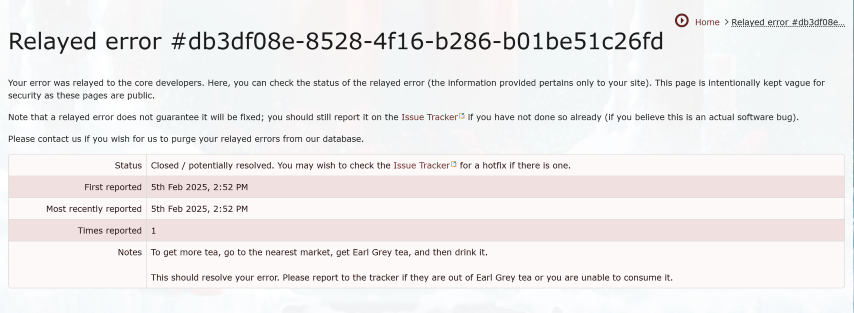 Home > Relayed error #db3df08e...
Relayed error #db3df08e-8528-4f16-b286-b01be51c26fd
Your error was relayed to the core developers. Here, you can check the status of the relayed error (the information provided pertains only to your site). This page is intentionally kept vague for
security as these pages are public.
Note that a relayed error does not guarantee it will be fixed; you should still report it on the Issue Tracker if you have not done so already (if you believe this is an actual software bug).
Please contact us if you wish for us to purge your relayed errors from our database.
Status Closed / potentially resolved. You may wish to check the Issue Tracker for a hotfix if there is one.
First reported 5th Feb 2025, 2:52 PM
Most recently reported 5th Feb 2025, 2:52 PM
Times reported 1
Notes To get more tea, go to the nearest market, get Earl Grey tea, and then drink it.
This should resolve your error. Please report to the tracker if they are out of Earl Grey tea or you are unable to consume it.